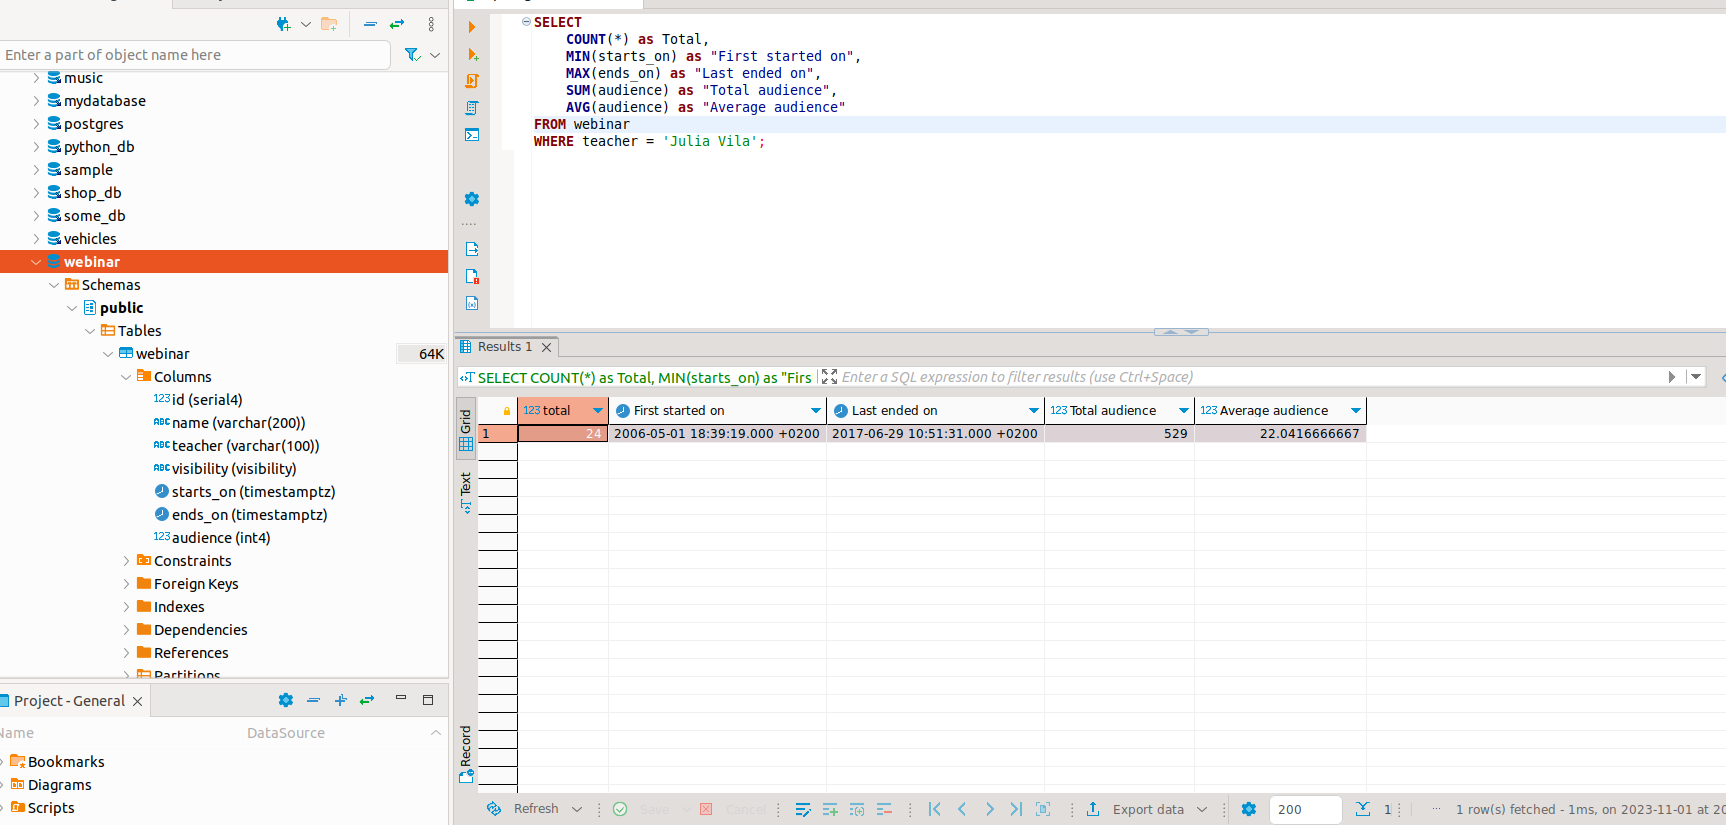 Enter a part of object name here
music
mydatabase
postgres
python_db
sample
shop_db
some_db
vehicles
webinar
Schemas
public
Tables
webinar 64K
Columns
123 id (serial4)
ABC name (varchar(200))
ABC teacher (varchar(100))
ABC visibility (visibility)
starts_on (timestamptz)
ends_on (timestamptz)
123 audience (int4)
Constraints
Foreign Keys
Indexes
Dependencies
References
Partitions
Project - General
Name DataSource
Bookmarks
Diagrams
Scripts
SELECT
COUNT(*) as Total,
MIN(starts_on) as "First started on",
MAX(ends_on) as "Last ended on",
SUM(audience) as "Total audience",
AVG(audience) as "Average audience"
FROM webinar
WHERE teacher = 'Julia Vila';
Results 1
SELECT COUNT(*) as Total, MIN(starts_on) as "Firs Enter a SQL expression to filter results (use Ctrl+Space)
Grid
Text
Record
123 total First started on Last ended on 123 Total audience 123 Average audience
1 24 2006-05-01 18:39:19.000 +0200 2017-06-29 10:51:31.000 +0200 529 22.0416666667
Refresh Save Cancel Export data 200 1 1 row(s) fetched - 1ms, on 2023-11-01 at 20